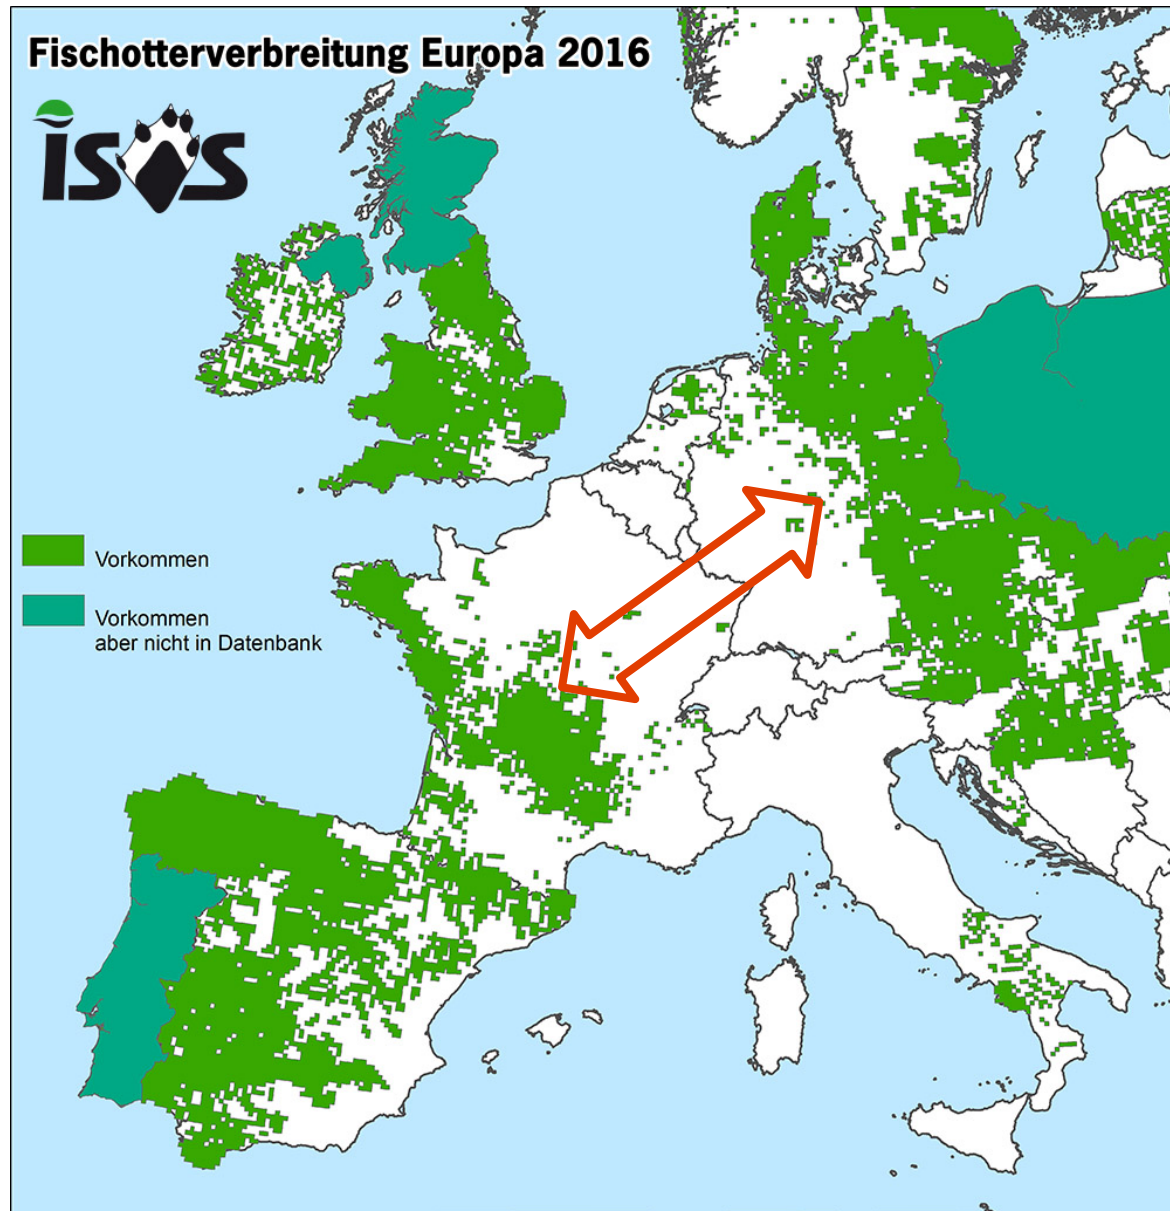 Fischotterverbreitung Europa 2016
ISOS
Vorkommen
Vorkommen
aber nicht in Datenbank